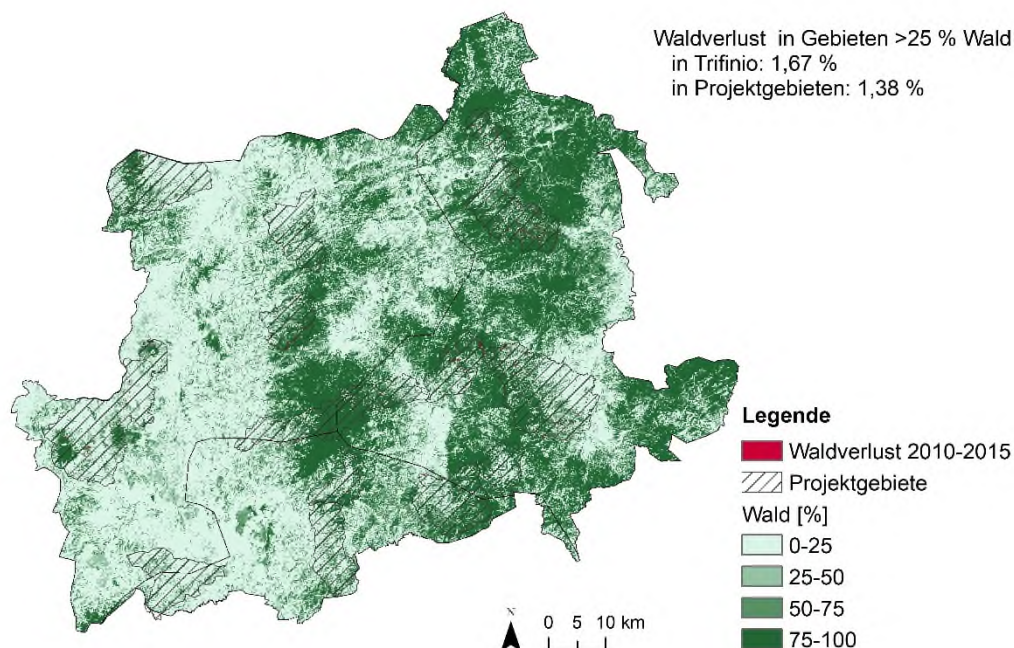 Waldverlust in Gebieten >25 % Wald
in Trifinio: 1,67 %
in Projektgebieten: 1,38 %
Legende
Waldverlust 2010-2015
Projektgebiete
Wald [%]
0-25
25-50
50-75
75-100
N
0 5 10 km